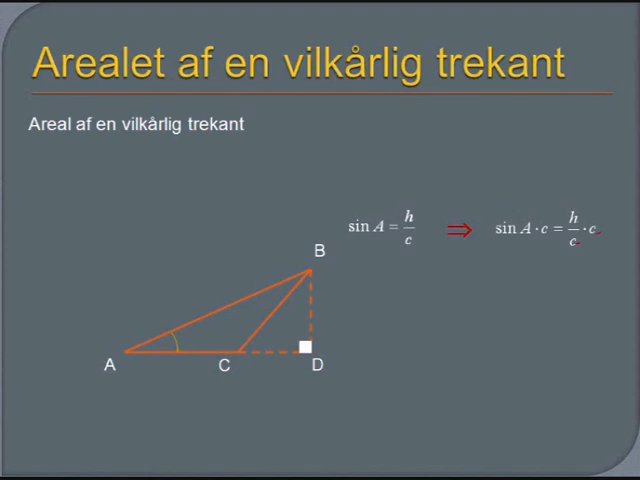 Arealet af en vilkårlig trekant
Areal af en vilkårlig trekant
sin A = h/c ⇒ sin A · c = h/c · c
B
A C D